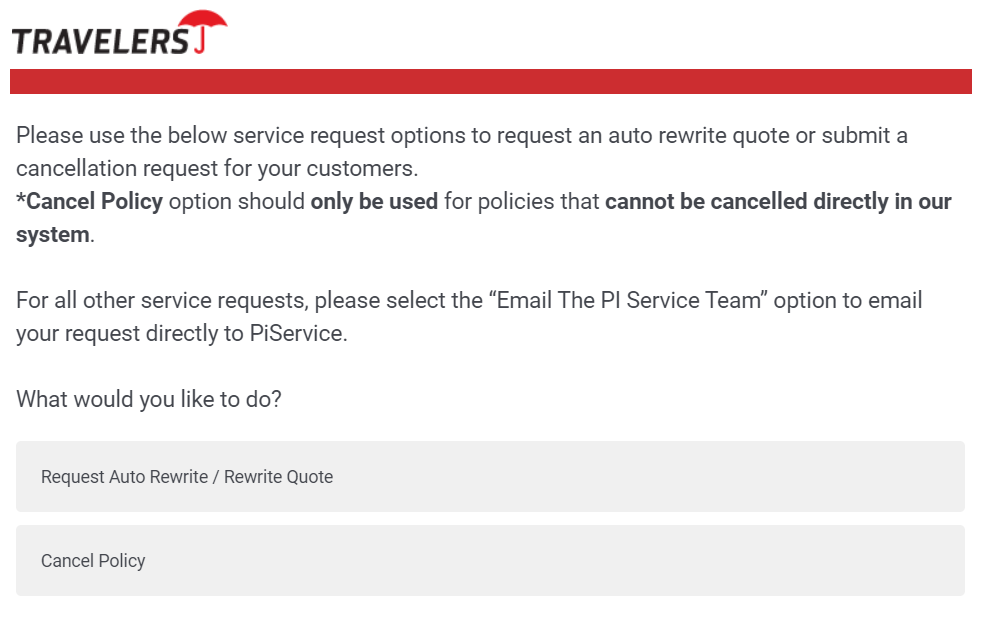 TRAVELERS
Please use the below service request options to request an auto rewrite quote or submit a
cancellation request for your customers.
*Cancel Policy option should only be used for policies that cannot be cancelled directly in our
system.
For all other service requests, please select the “Email The PI Service Team” option to email
your request directly to PiService.
What would you like to do?
Request Auto Rewrite / Rewrite Quote
Cancel Policy